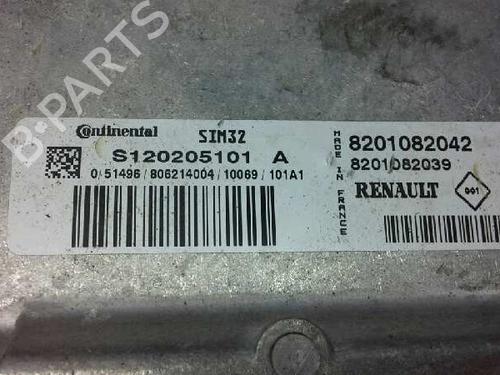 B-PARTS
Continental SIM32
S120205101 A
0/51496/806214004/10069/101A1
MADE IN FRANCE
8201082042
8201082039
RENAULT
001